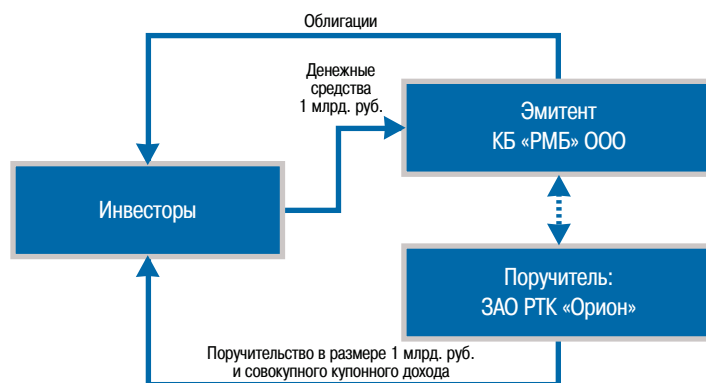 Облигации
Денежные
средства
1 млрд. руб.
Эмитент
КБ «РМБ» ООО
Инвесторы
Поручитель:
ЗАО РТК «Орион»
Поручительство в размере 1 млрд. руб.
и совокупного купонного дохода